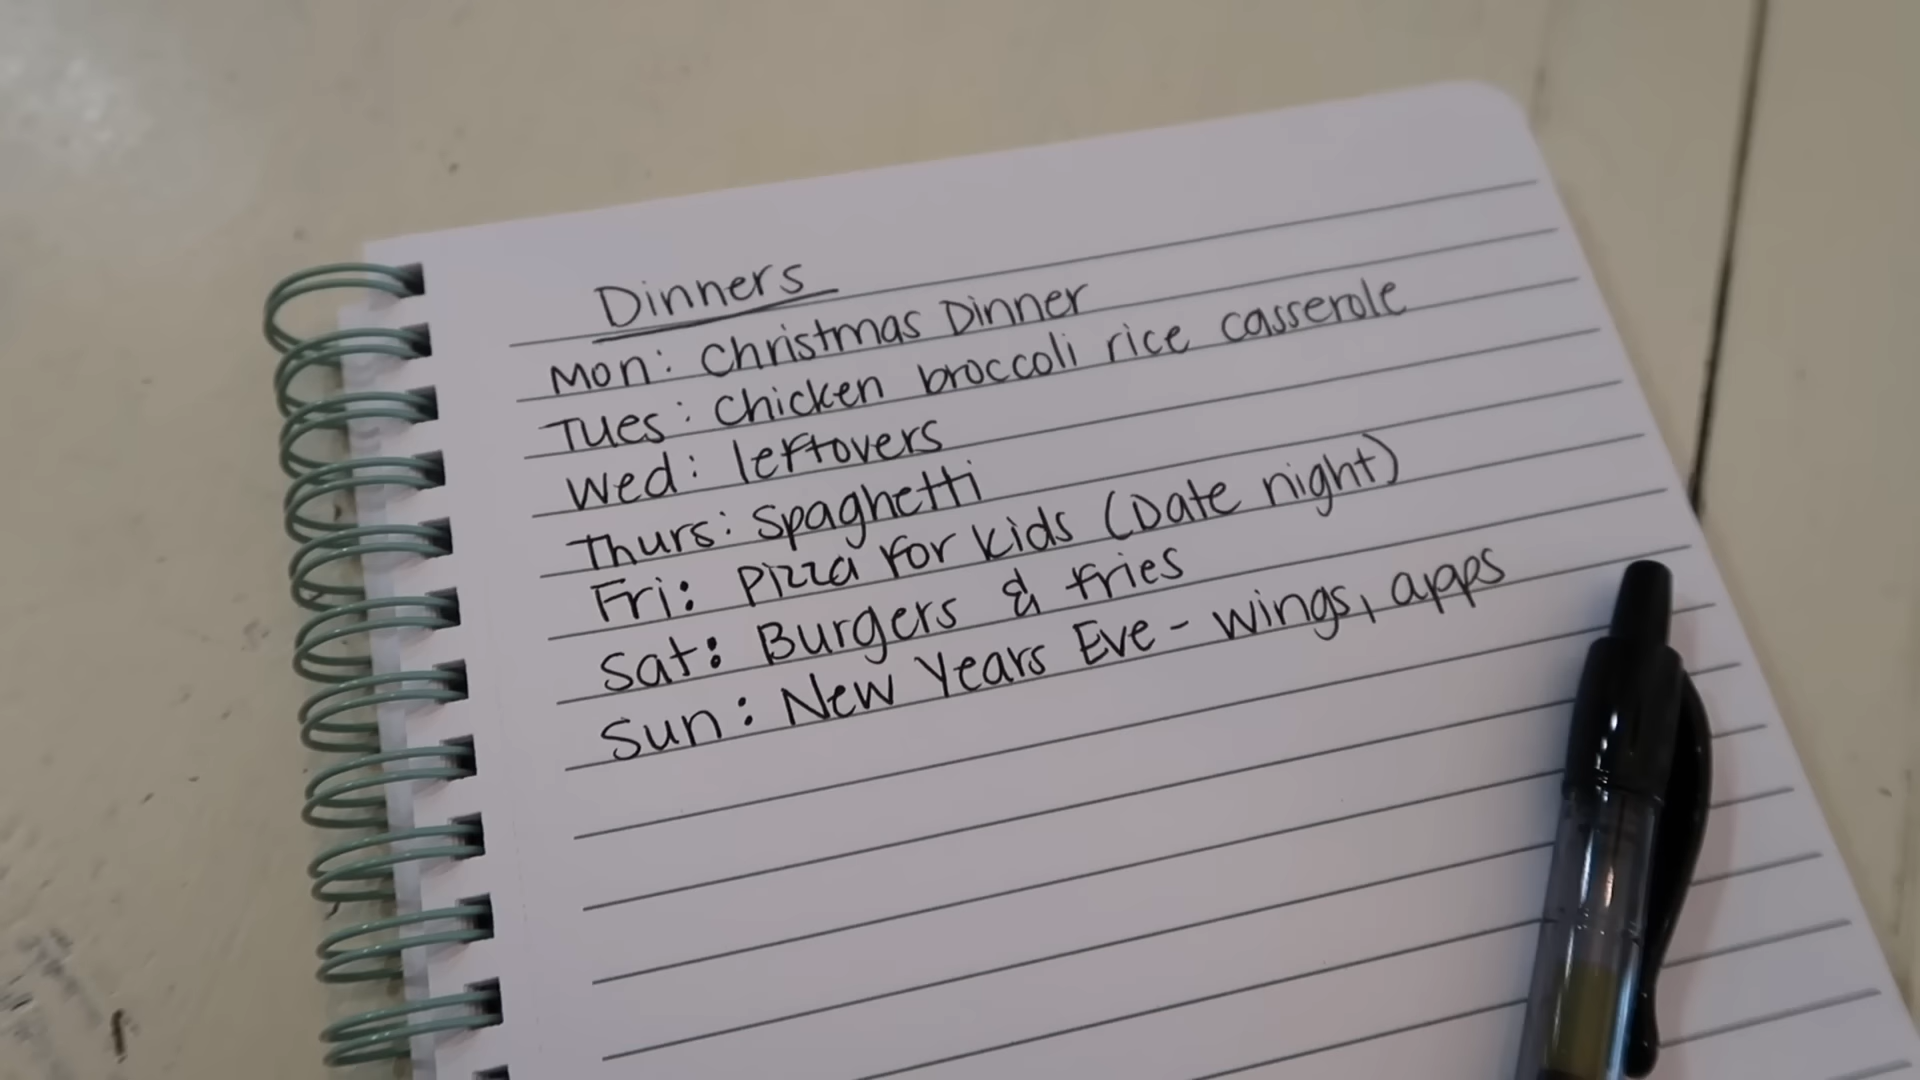 Dinners
Mon: Christmas Dinner
Tues: Chicken broccoli rice casserole
Wed: leftovers
Thurs: Spaghetti
Fri: Pizza for kids (Date night)
Sat: Burgers & fries
Sun: New Years Eve - wings, apps